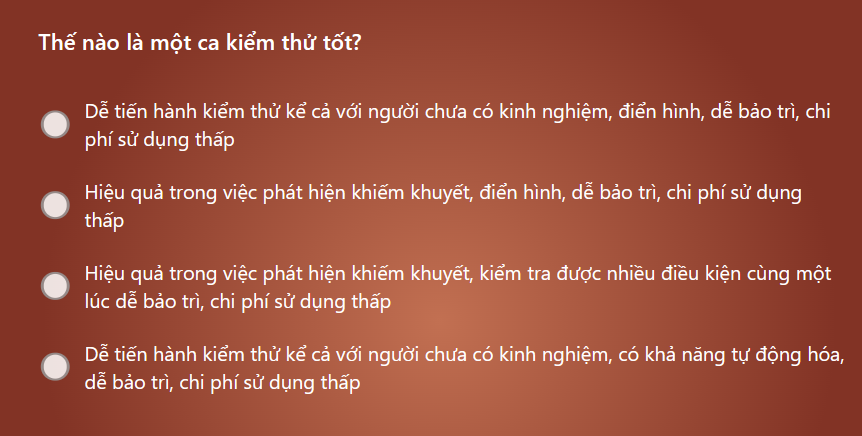 Thế nào là một ca kiểm thử tốt?
Dễ tiến hành kiểm thử kể cả với người chưa có kinh nghiệm, điển hình, dễ bảo trì, chi
phí sử dụng thấp
Hiệu quả trong việc phát hiện khiếm khuyết, điển hình, dễ bảo trì, chi phí sử dụng
thấp
Hiệu quả trong việc phát hiện khiếm khuyết, kiểm tra được nhiều điều kiện cùng một
lúc dễ bảo trì, chi phí sử dụng thấp
Dễ tiến hành kiểm thử kể cả với người chưa có kinh nghiệm, có khả năng tự động hóa,
dễ bảo trì, chi phí sử dụng thấp